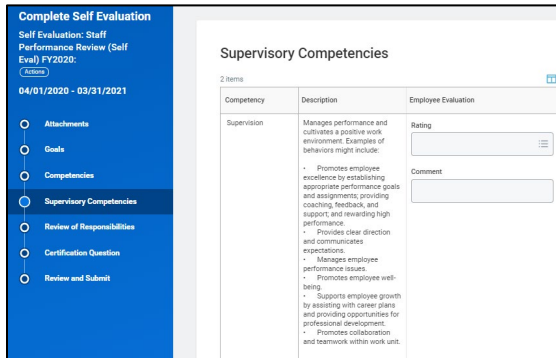 Complete Self Evaluation
Self Evaluation: Staff
Performance Review (Self
Eval) FY2020:
Actions
04/01/2020 - 03/31/2021
Attachments
Goals
Competencies
Supervisory Competencies
Review of Responsibilities
Certification Question
Review and Submit
Supervisory Competencies
2 items
Competency Description Employee Evaluation
Supervision
Manages performance and
cultivates a positive work
environment. Examples of
behaviors might include:
• Promotes employee
excellence by establishing
appropriate performance goals
and assignments; providing
coaching, feedback, and
support; and rewarding high
performance.
• Provides clear direction
and communicates
expectations.
• Manages employee
performance issues.
• Promotes employee well-
being.
• Supports employee growth
by assisting with career plans
and providing opportunities for
professional development.
• Promotes collaboration
and teamwork within work unit.
Rating
Comment